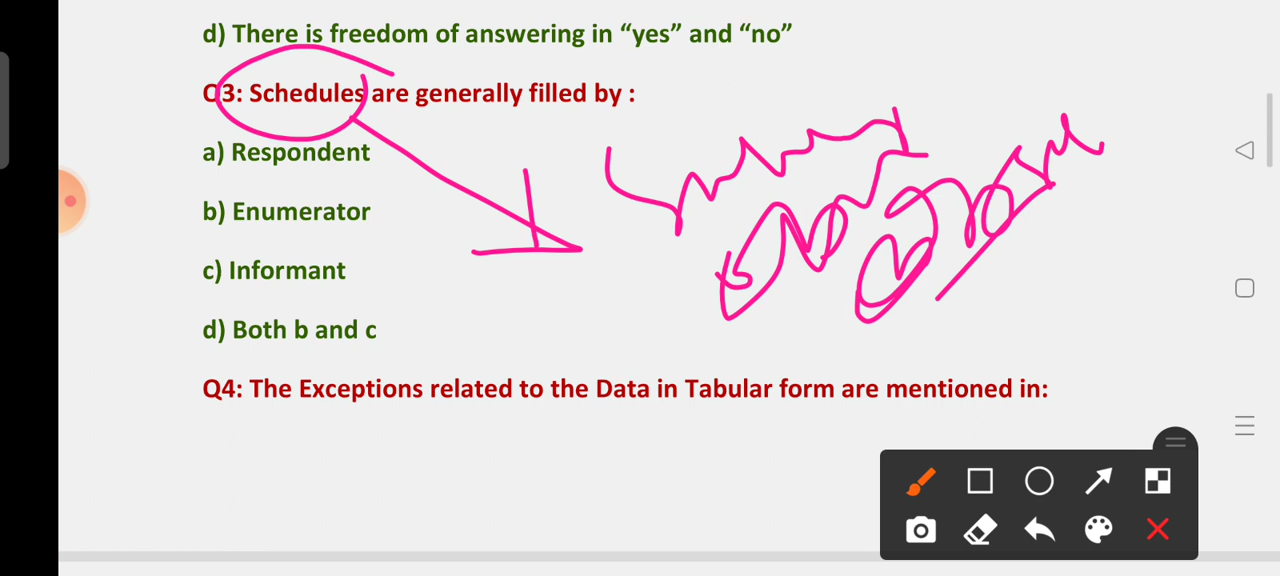 d) There is freedom of answering in “yes” and “no”
Q3: Schedules are generally filled by :
a) Respondent
b) Enumerator
c) Informant
d) Both b and c
Q4: The Exceptions related to the Data in Tabular form are mentioned in: